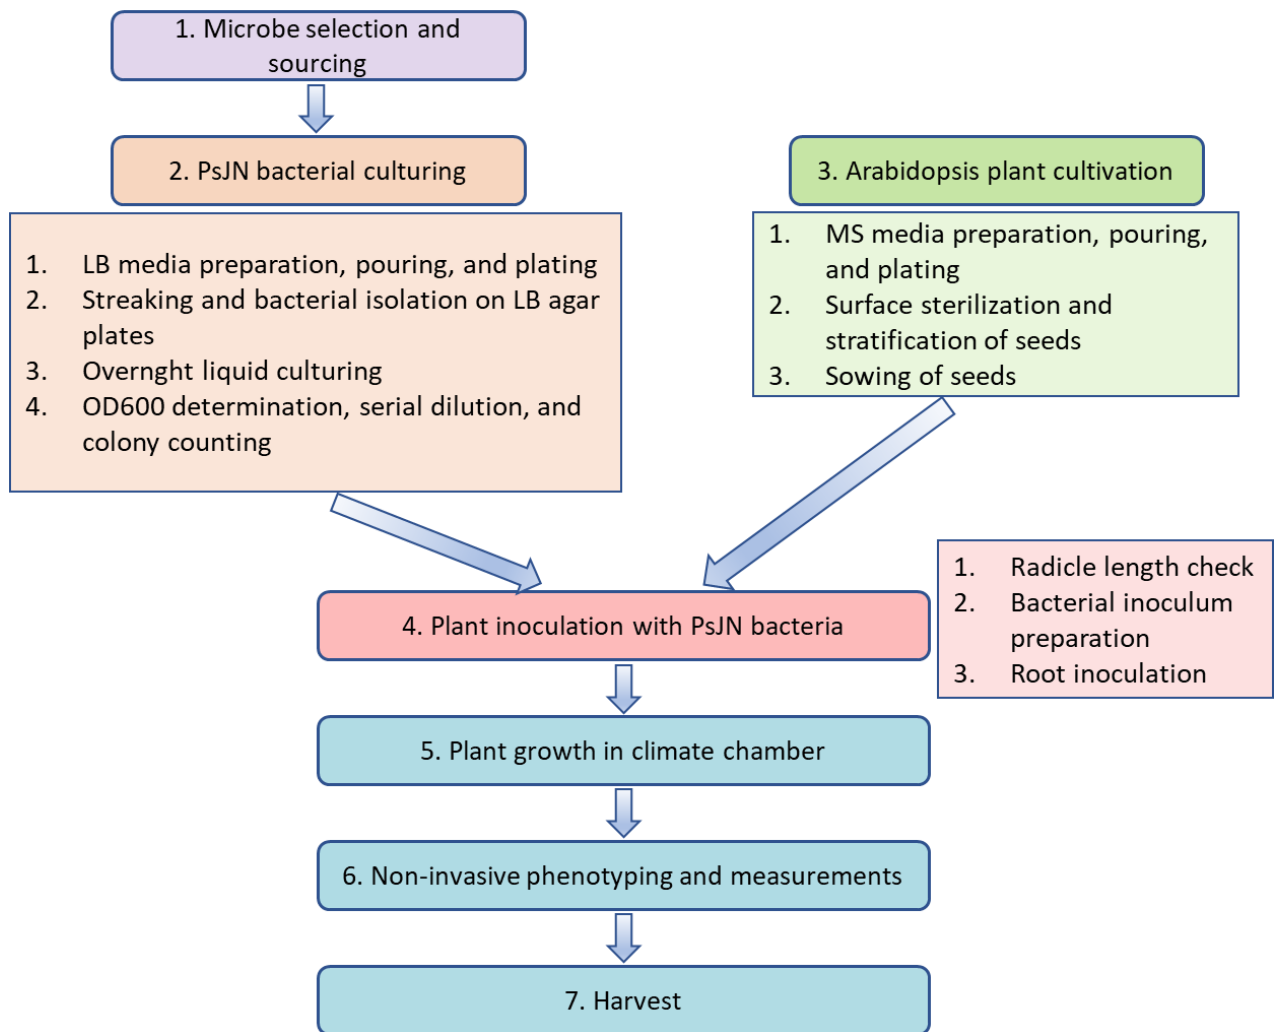 1. Microbe selection and
sourcing
2. PsJN bacterial culturing
1. LB media preparation, pouring, and plating
2. Streaking and bacterial isolation on LB agar
plates
3. Overnght liquid culturing
4. OD600 determination, serial dilution, and
colony counting
3. Arabidopsis plant cultivation
1. MS media preparation, pouring,
and plating
2. Surface sterilization and
stratification of seeds
3. Sowing of seeds
4. Plant inoculation with PsJN bacteria
1. Radicle length check
2. Bacterial inoculum
preparation
3. Root inoculation
5. Plant growth in climate chamber
6. Non-invasive phenotyping and measurements
7. Harvest